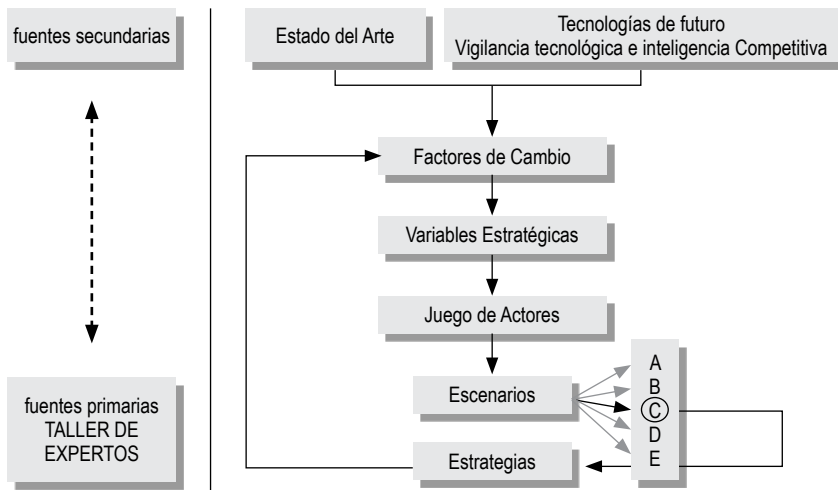 fuentes secundarias
fuentes primarias
TALLER DE
EXPERTOS
Estado del Arte
Tecnologías de futuro
Vigilancia tecnológica e inteligencia Competitiva
Factores de Cambio
Variables Estratégicas
Juego de Actores
Escenarios
A
B
C
D
E
Estrategias